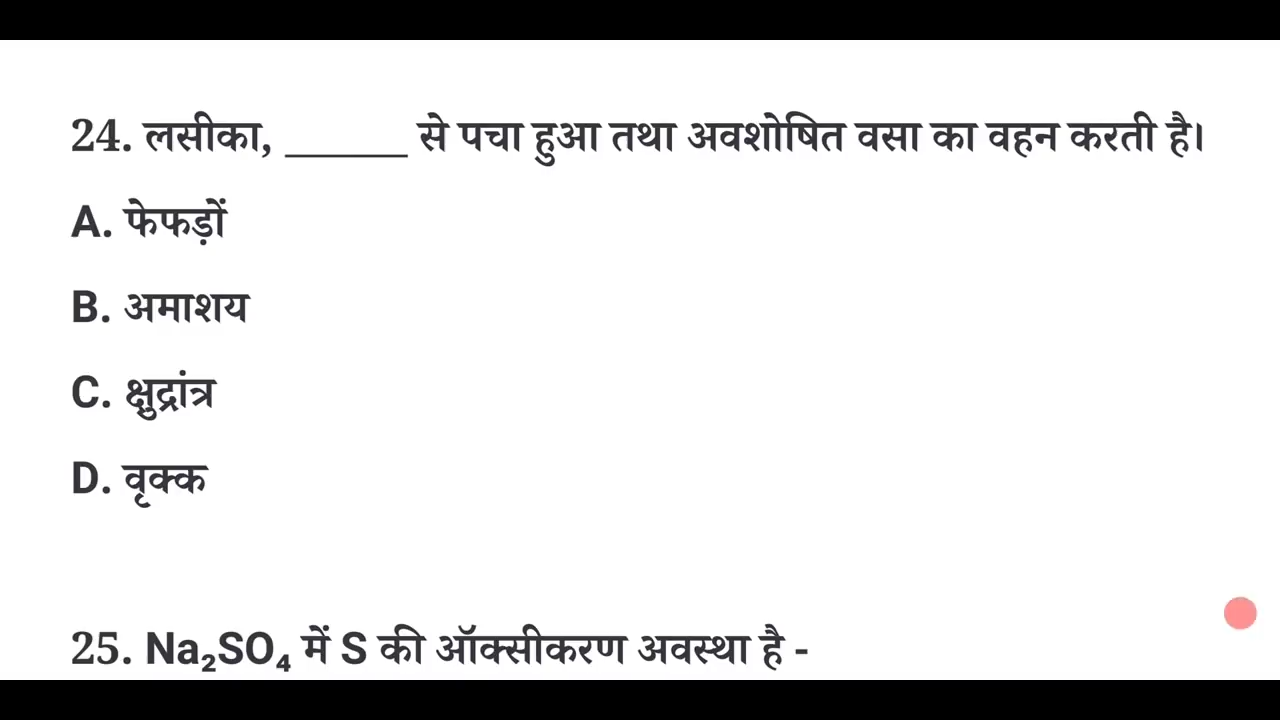 24. लसीका, ______ से पचा हुआ तथा अवशोषित वसा का वहन करती है।
A. फेफड़ों
B. अमाशय
C. क्षुद्रांत्र
D. वृक्क
25. Na₂SO₄ में S की ऑक्सीकरण अवस्था है -